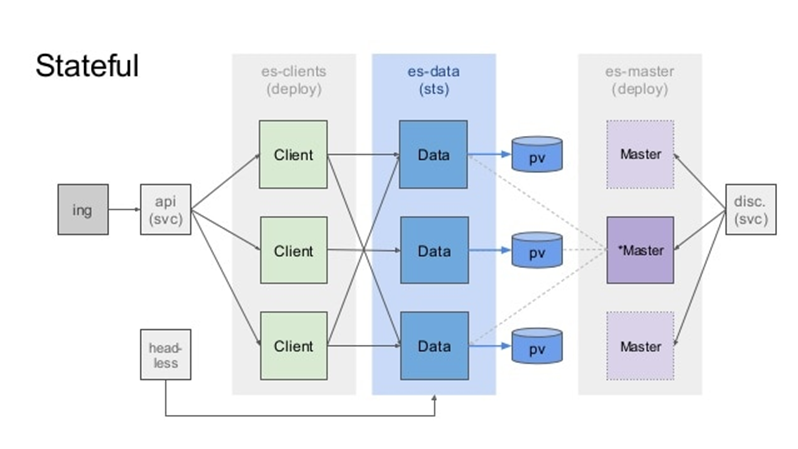 Stateful
es-clients
(deploy)
es-data
(sts)
es-master
(deploy)
Client
Data
pv
Master
ing
api
(svc)
disc.
(svc)
Client
Data
pv
*Master
Client
Data
pv
Master
head-
less